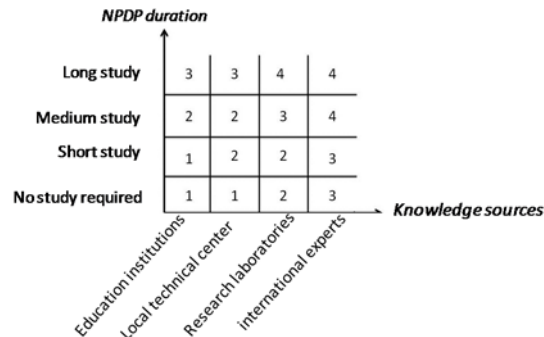 NPDP duration
Long study 3 3 4 4
Medium study 2 2 3 4
Short study 1 2 2 3
No study required 1 1 2 3
Knowledge sources
Education institutions
Local technical center
Research laboratories
international experts